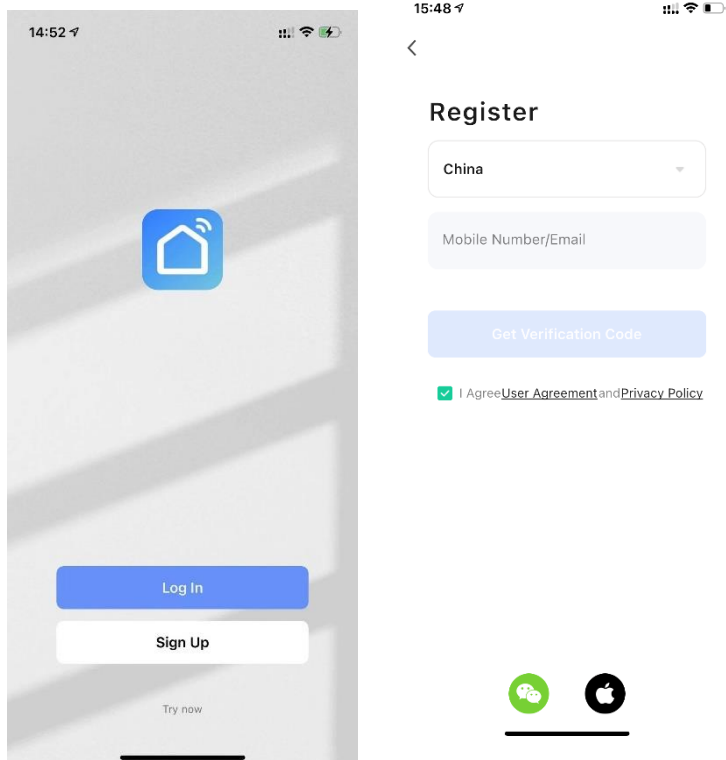 14:52
Log In
Sign Up
Try now
15:48
Register
China
Mobile Number/Email
Get Verification Code
I AgreeUser AgreementandPrivacy Policy